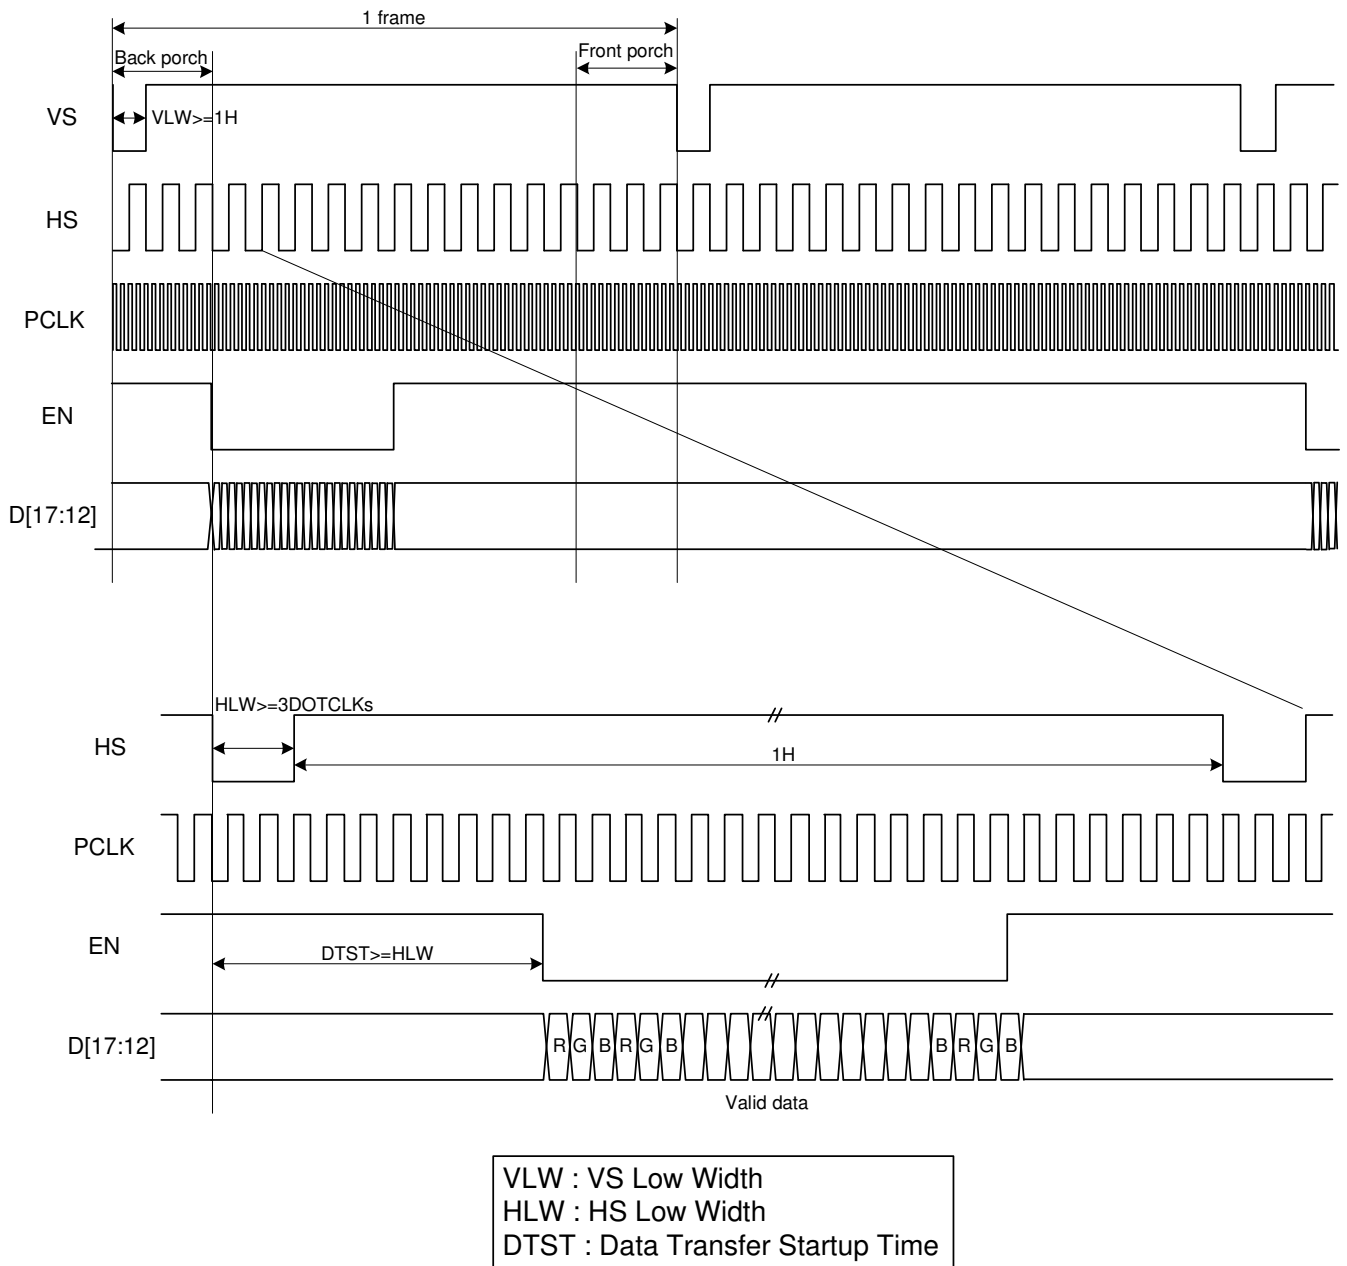 1 frame
Back porch
Front porch
VS
VLW>=1H
HS
PCLK
EN
D[17:12]
HLW>=3DOTCLKs
HS
1H
PCLK
EN
DTST>=HLW
D[17:12]
R G B R G B B R G B
Valid data
VLW : VS Low Width
HLW : HS Low Width
DTST : Data Transfer Startup Time